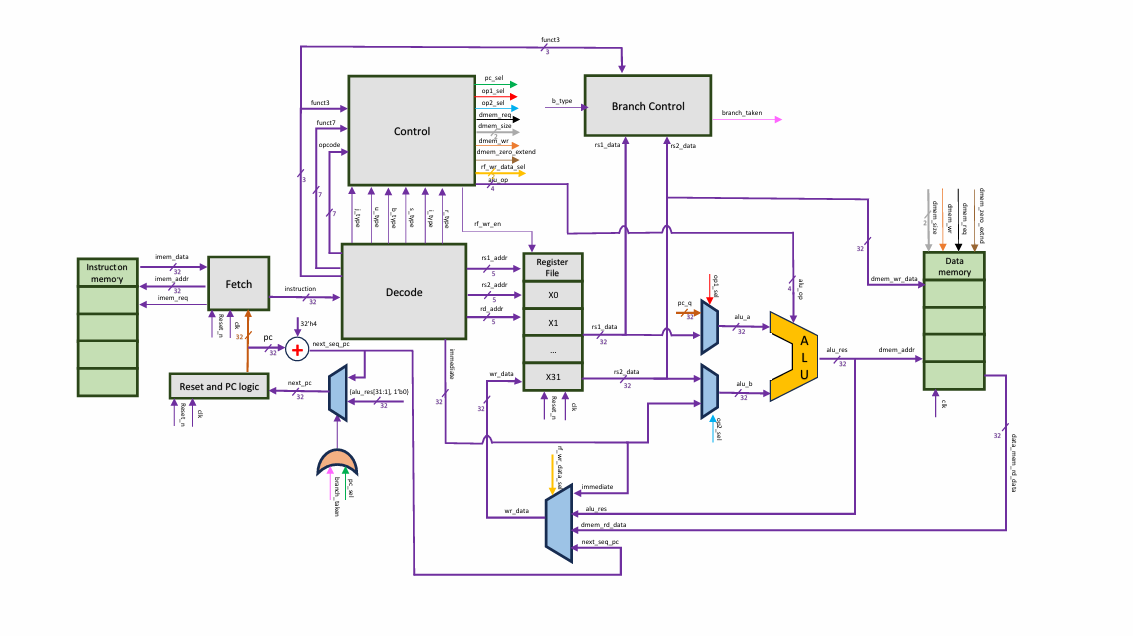 funct3
3
pc_sel
op1_sel
op2_sel
dmem_req
dmem_size
2
dmem_wr
dmem_zero_extend
rf_wr_data_sel
alu_op
4
Control
funct3
funct7
opcode
3
7
7
b_type
Branch Control
branch_taken
rs1_data
rs2_data
j_type
u_type
b_type
s_type
i_type
r_type
rf_wr_en
dmem_size
2
dmem_wr
dmem_req
dmem_zero_extnd
32
Instruction
memory
imem_data
32
imem_addr
32
imem_req
Fetch
instruction
32
Decode
rs1_addr
5
rs2_addr
5
rd_addr
5
Register
File
X0
X1
...
X31
Data
memory
dmem_wr_data
op1_sel
pc_q
32
alu_op
4
alu_a
32
rs1_data
32
A
L
U
Reset_n
clk
32
32'h4
pc
32
+
next_seq_pc
alu_res
32
dmem_addr
Reset and PC logic
next_pc
32
{alu_res[31:1], 1'b0}
32
immediate
32
wr_data
32
rs2_data
32
alu_b
32
op2_sel
Reset_n
clk
Reset_n
clk
clk
branch_taken
pc_sel
rf_wr_data_sel
32
data_mem_rd_data
immediate
wr_data
alu_res
dmem_rd_data
next_seq_pc